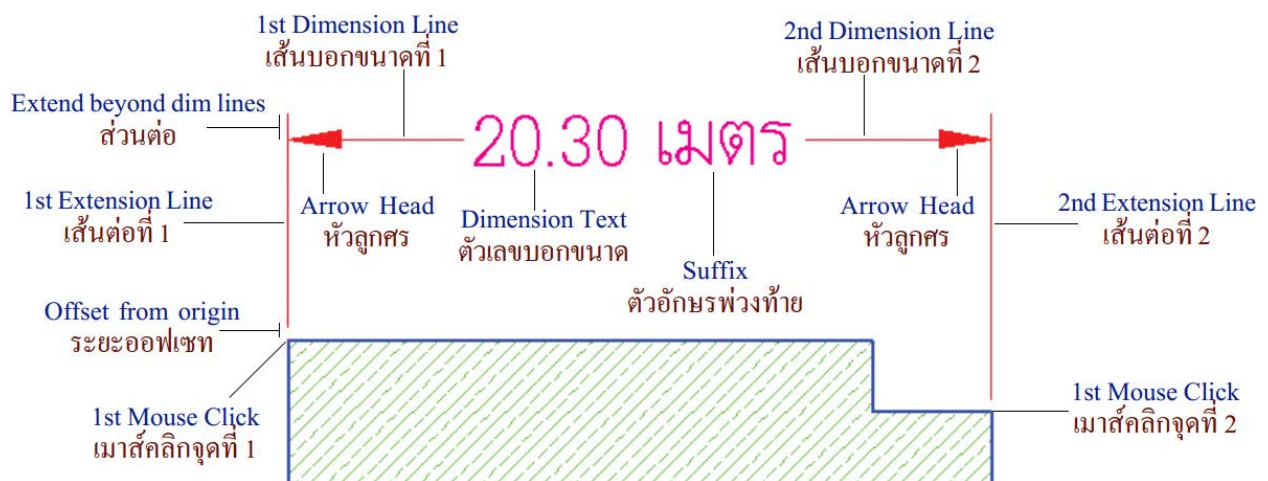 1st Dimension Line
เส้นบอกขนาดที่ 1
2nd Dimension Line
เส้นบอกขนาดที่ 2
Extend beyond dim lines
ส่วนต่อ
20.30 เมตร
1st Extension Line
เส้นต่อที่ 1
Arrow Head
หัวลูกศร
Dimension Text
ตัวเลขบอกขนาด
Suffix
ตัวอักษรพ่วงท้าย
Arrow Head
หัวลูกศร
2nd Extension Line
เส้นต่อที่ 2
Offset from origin
ระยะออฟเซท
1st Mouse Click
เมาส์คลิกจุดที่ 1
1st Mouse Click
เมาส์คลิกจุดที่ 2